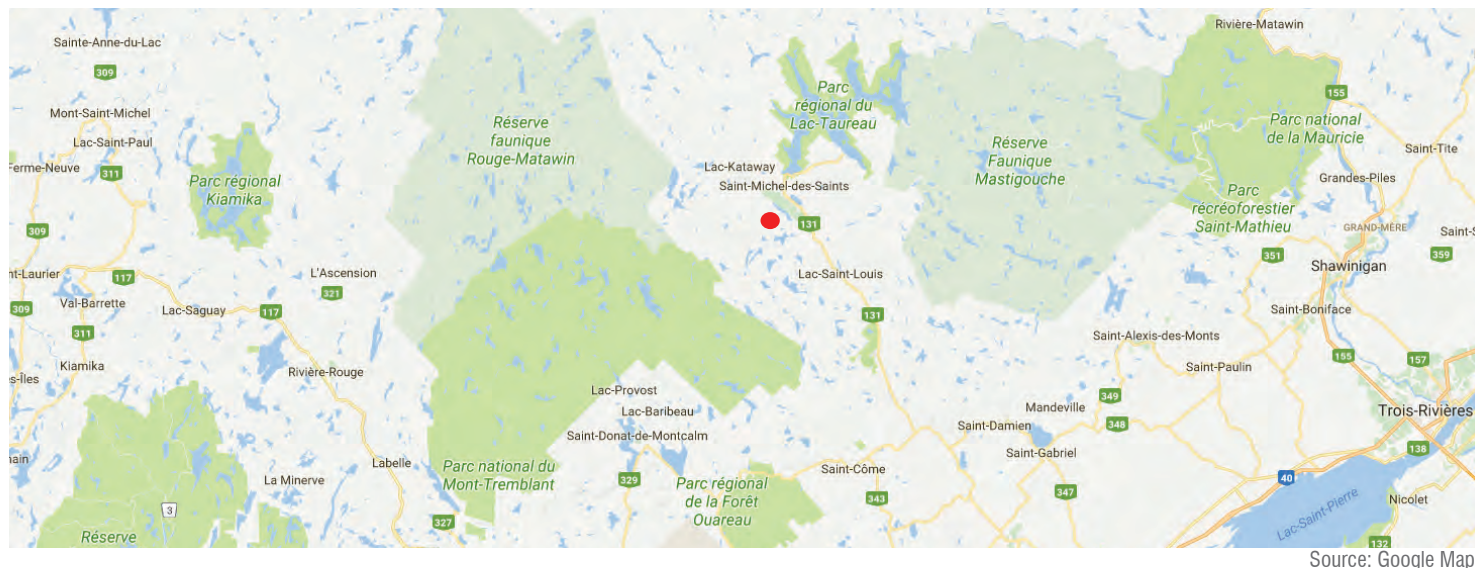 Rivière-Matawin
Sainte-Anne-du-Lac
309
Parc
régional du
Lac-Taureau
155
Mont-Saint-Michel
Réserve
faunique
Rouge-Matawin
Parc national
de la Mauricie
Lac-Saint-Paul
Réserve
Faunique
Mastigouche
Saint-Tite
Ferme-Neuve
311
Lac-Kataway
Parc régional
Kiamika
Saint-Michel-des-Saints
Grandes-Piles
Parc
récréoforestier
Saint-Mathieu
309
131
GRAND-MÈRE
Saint-S
351
359
nt-Laurier
117
L'Ascension
321
Lac-Saint-Louis
Shawinigan
Val-Barrette
309
Lac-Saguay
117
131
Saint-Boniface
311
Saint-Alexis-des-Monts
155
157
Kiamika
Rivière-Rouge
Saint-Paulin
s-Îles
Lac-Provost
349
Mandeville
Lac-Baribeau
Trois-Rivières
Saint-Damien
348
Saint-Donat-de-Montcalm
138
Saint-Gabriel
nain
Labelle
Parc national du
Mont-Tremblant
Saint-Côme
La Minerve
329
Parc régional
de la Forêt
Ouareau
40
343
347
Nicolet
3
327
Lac-Saint-Pierre
Réserve
132
Source: Google Map